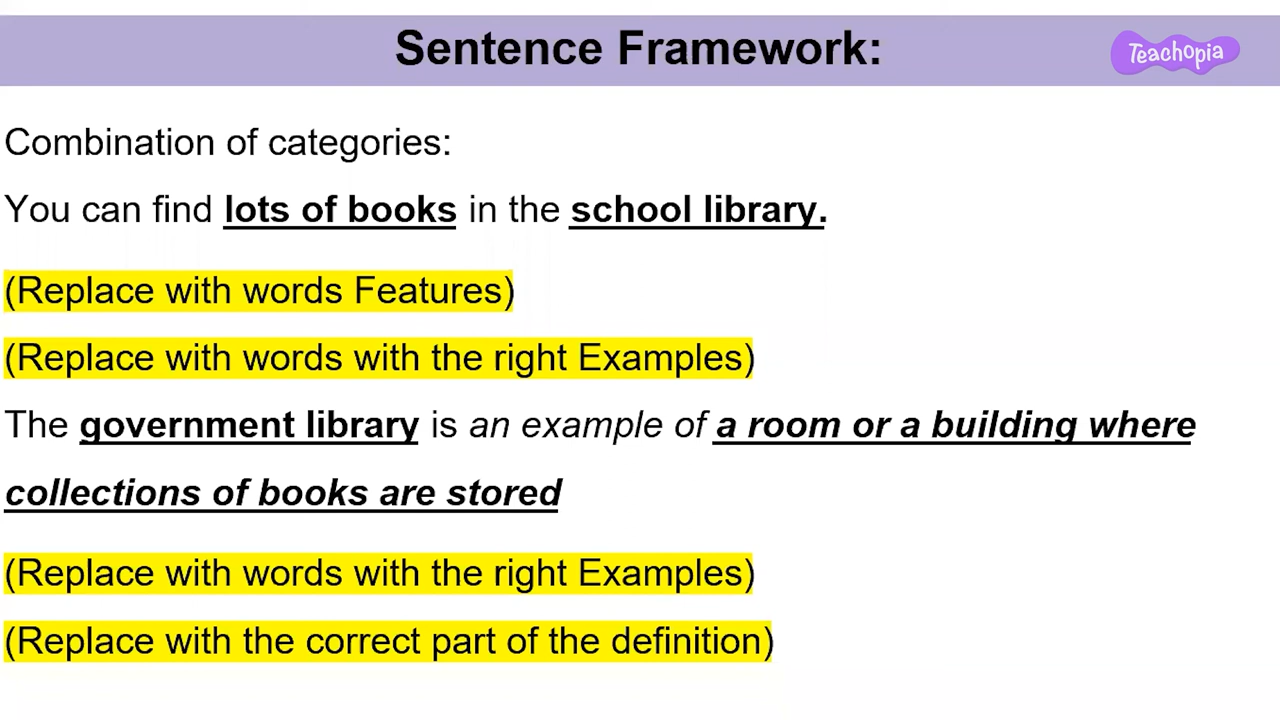 Sentence Framework:
Teachopia
Combination of categories:
You can find lots of books in the school library.
(Replace with words Features)
(Replace with words with the right Examples)
The government library is an example of a room or a building where
collections of books are stored
(Replace with words with the right Examples)
(Replace with the correct part of the definition)